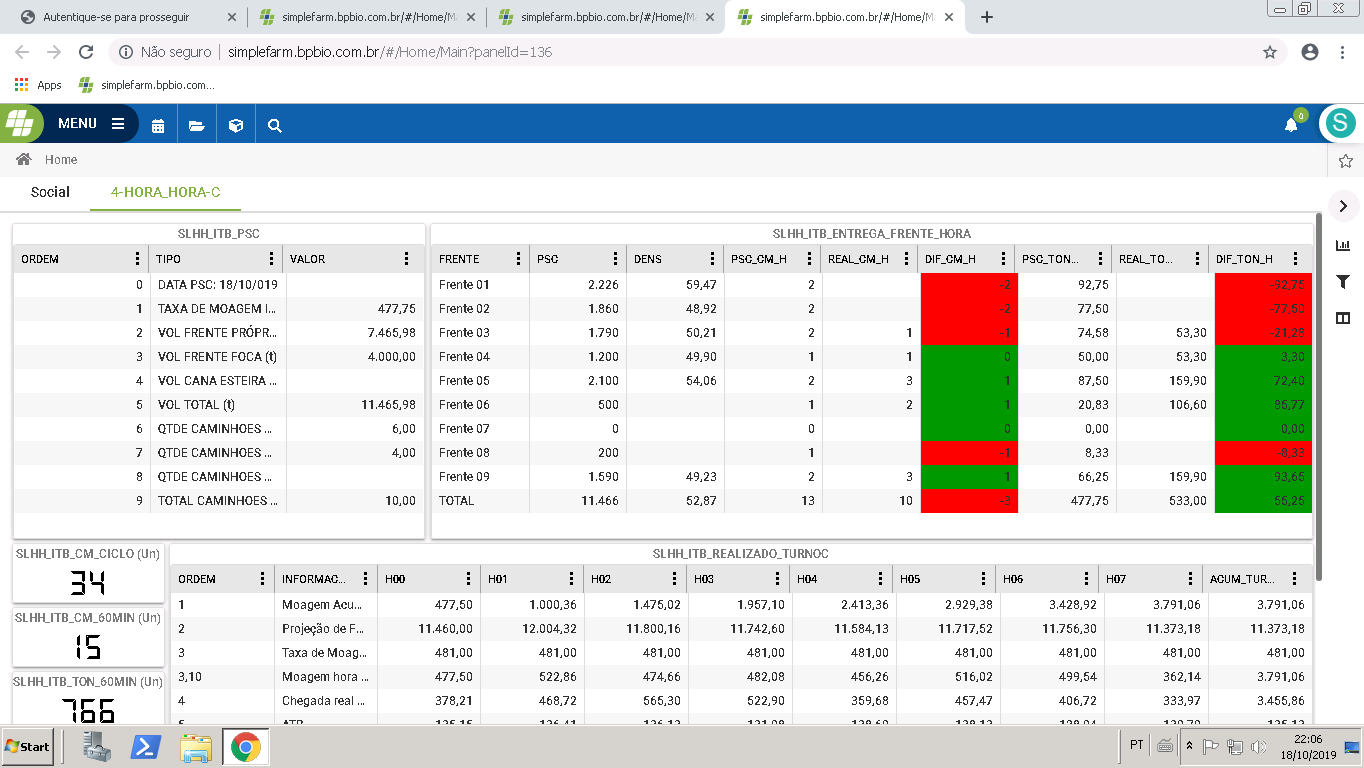 Autentique-se para prosseguir
simplefarm.bpbio.com.br/#/Home/M
simplefarm.bpbio.com.br/#/Home/M
simplefarm.bpbio.com.br/#/Home/M
Não seguro simplefarm.bpbio.com.br/#/Home/Main?panelId=136
Apps simplefarm.bpbio.com...
MENU 0 S
Home
Social 4-HORA_HORA-C
SLHH_ITB_PSC
ORDEM TIPO VALOR
0 DATA PSC: 18/10/019
1 TAXA DE MOAGEM I... 477,75
2 VOL FRENTE PRÓPR... 7.465,98
3 VOL FRENTE FOCA (t) 4.000,00
4 VOL CANA ESTEIRA ...
5 VOL TOTAL (t) 11.465,98
6 QTDE CAMINHOES ... 6,00
7 QTDE CAMINHOES ... 4,00
8 QTDE CAMINHOES ...
9 TOTAL CAMINHOES ... 10,00
SLHH_ITB_ENTREGA_FRENTE_HORA
FRENTE PSC DENS PSC_CM_H REAL_CM_H DIF_CM_H PSC_TON... REAL_TO... DIF_TON_H
Frente 01 2.226 59,47 2 -2 92,75 -92,75
Frente 02 1.860 48,92 2 -2 77,50 -77,50
Frente 03 1.790 50,21 2 1 -1 74,58 53,30 -21,28
Frente 04 1.200 49,90 1 1 0 50,00 53,30 3,30
Frente 05 2.100 54,06 2 3 1 87,50 159,90 72,40
Frente 06 500 1 2 1 20,83 106,60 85,77
Frente 07 0 0 0 0,00 0,00
Frente 08 200 1 -1 8,33 -8,33
Frente 09 1.590 49,23 2 3 1 66,25 159,90 93,65
TOTAL 11.466 52,87 13 10 -3 477,75 533,00 55,25
SLHH_ITB_CM_CICLO (Un)
34
SLHH_ITB_CM_60MIN (Un)
15
SLHH_ITB_TON_60MIN (Un)
766
SLHH_ITB_REALIZADO_TURNOC
ORDEM INFORMAC... H00 H01 H02 H03 H04 H05 H06 H07 ACUM_TUR...
1 Moagem Acu... 477,50 1.000,36 1.475,02 1.957,10 2.413,36 2.929,38 3.428,92 3.791,06 3.791,06
2 Projeção de F... 11.460,00 12.004,32 11.800,16 11.742,60 11.584,13 11.717,52 11.756,30 11.373,18 11.373,18
3 Taxa de Moag... 481,00 481,00 481,00 481,00 481,00 481,00 481,00 481,00 481,00
3,10 Moagem hora ... 477,50 522,86 474,66 482,08 456,26 516,02 499,54 362,14 3.791,06
4 Chegada real ... 378,21 468,72 565,30 522,90 359,68 457,47 406,72 333,97 3.455,86
Start PT 22:06
18/10/2019